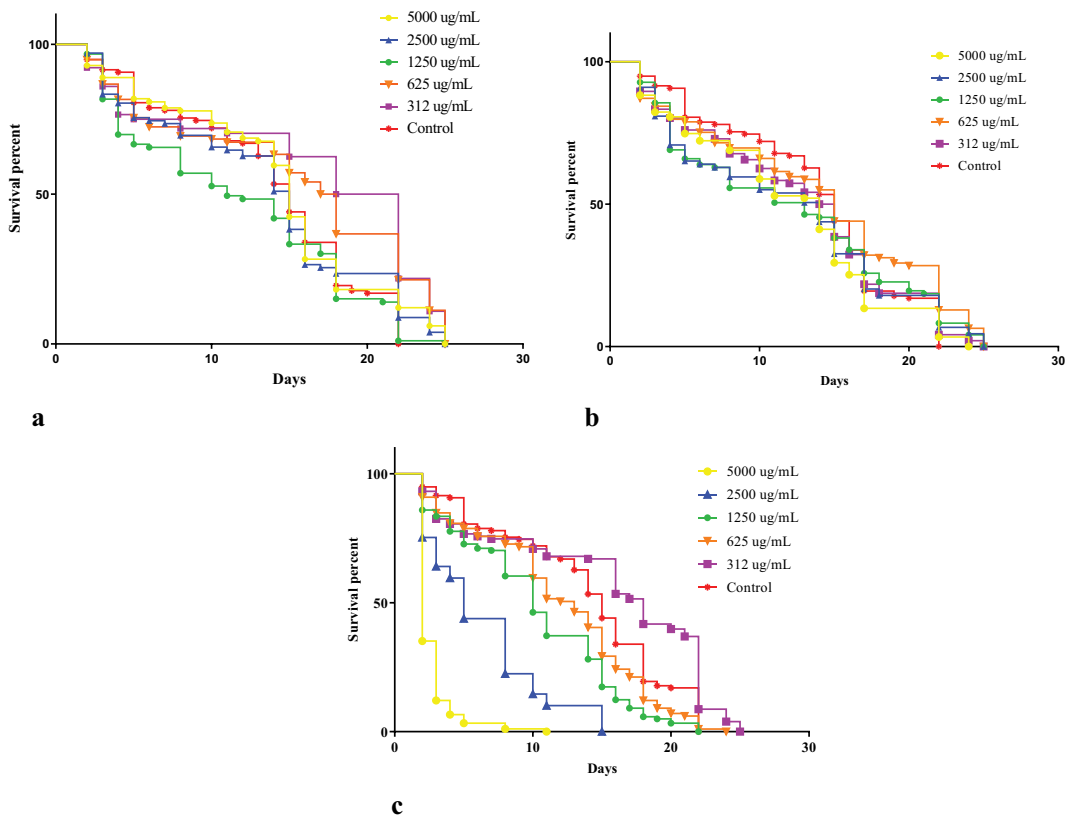 5000 ug/mL
2500 ug/mL
1250 ug/mL
625 ug/mL
312 ug/mL
Control
Survival percent
100
50
0
0 10 20 30
Days
a
5000 ug/mL
2500 ug/mL
1250 ug/mL
625 ug/mL
312 ug/mL
Control
Survival percent
100
50
0
0 10 20 30
Days
b
5000 ug/mL
2500 ug/mL
1250 ug/mL
625 ug/mL
312 ug/mL
Control
Survival percent
100
50
0
0 10 20 30
Days
c